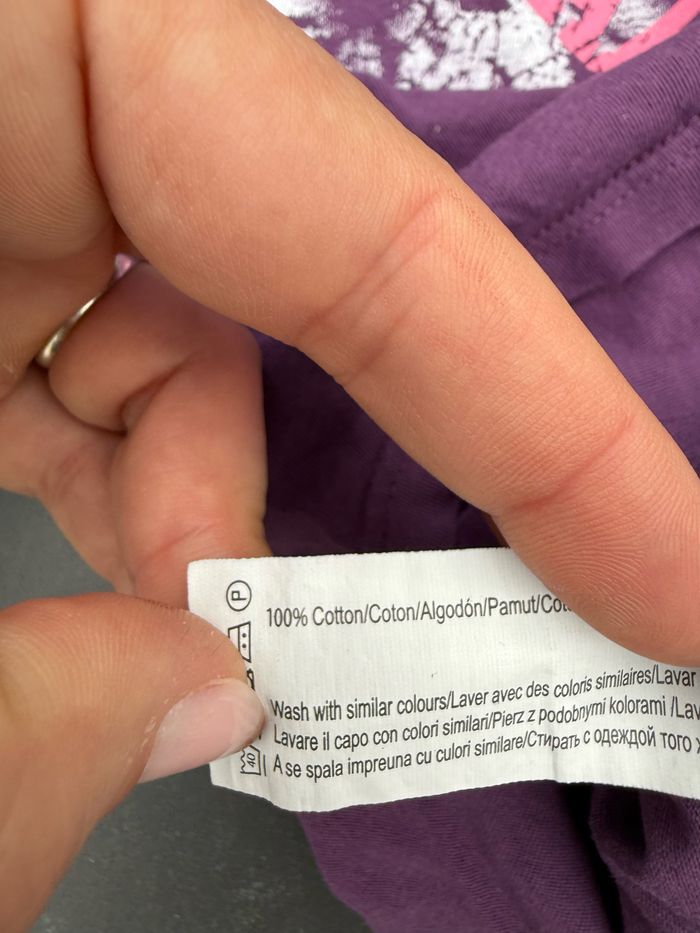 P
100% Cotton/Coton/Algodón/Pamut/
Wash with similar colours/Laver avec des coloris similaires/Lavar
Lavare il capo con colori similari/Pierz z podobnymi kolorami /
A se spala impreuna cu culori similare/Стирать с одеждой того
40